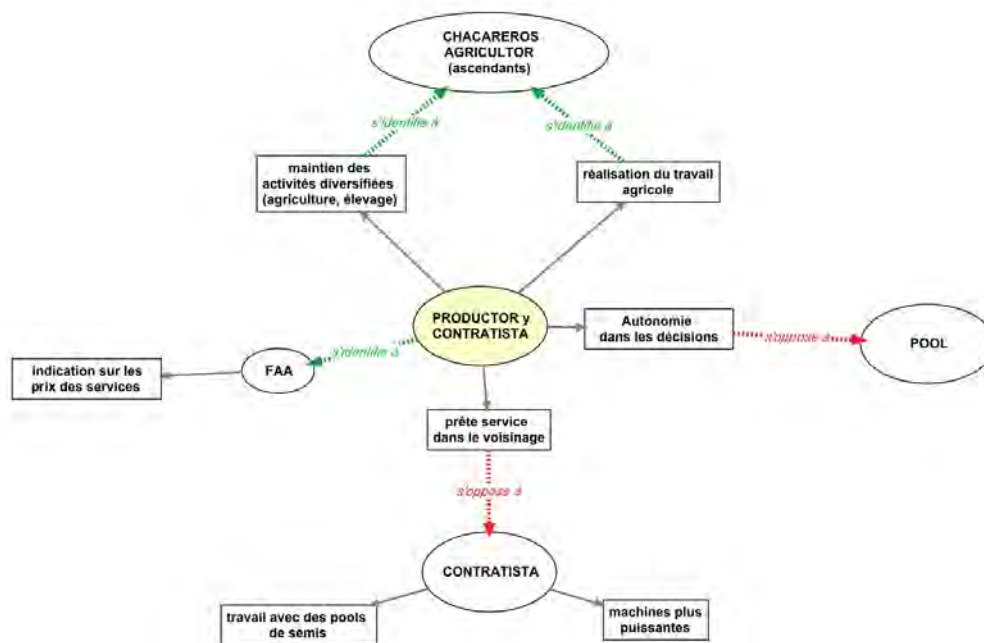 CHACAREROS
AGRICULTOR
(ascendants)
s'identifie à
s'identifie à
maintien des
activités diversifiées
(agriculture, élevage)
réalisation du travail
agricole
PRODUCTOR y
CONTRATISTA
Autonomie
dans les décisions
s'oppose à
POOL
s'identifie à
FAA
indication sur les
prix des services
prête service
dans le voisinage
s'oppose à
CONTRATISTA
travail avec des pools
de semis
machines plus
puissantes